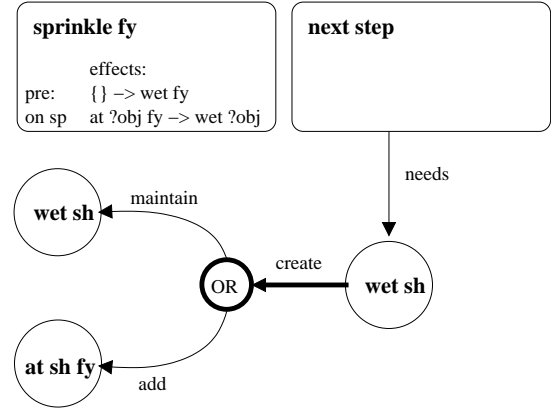 sprinkle fy
effects:
pre: {} −> wet fy
on sp at ?obj fy −> wet ?obj
next step
needs
maintain
wet sh
create
OR
wet sh
at sh fy
add